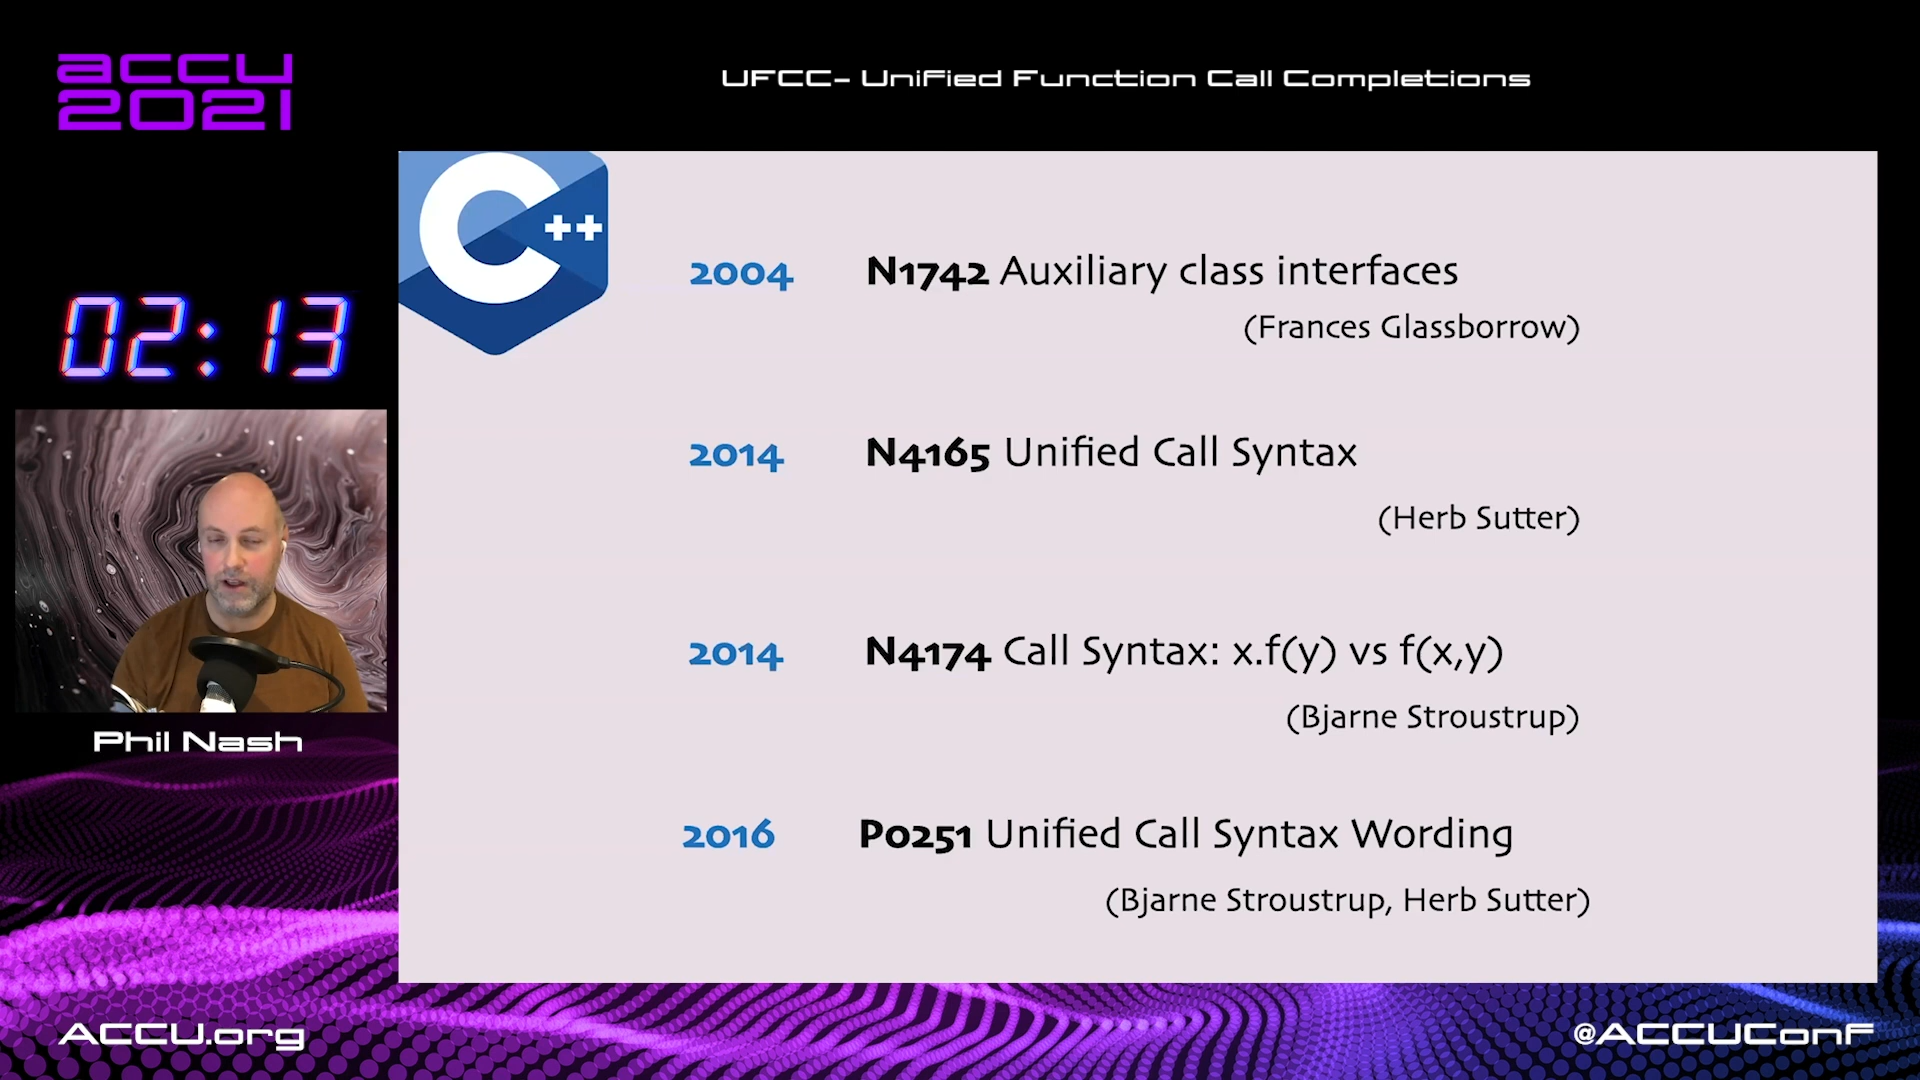 accu
2021
UFCC- Unified Function Call Completions
C++
2004 N1742 Auxiliary class interfaces
(Frances Glassborrow)
2014 N4165 Unified Call Syntax
(Herb Sutter)
2014 N4174 Call Syntax: x.f(y) vs f(x,y)
(Bjarne Stroustrup)
2016 P0251 Unified Call Syntax Wording
(Bjarne Stroustrup, Herb Sutter)
02:13
Phil Nash
ACCU.org
@ACCUConf